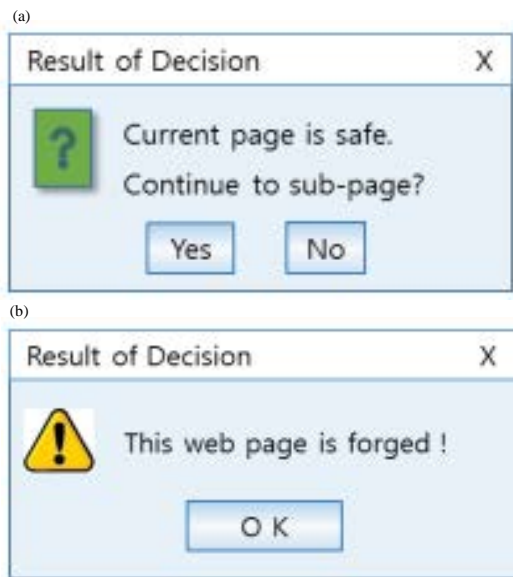 (a)
Result of Decision X
?
Current page is safe.
Continue to sub-page?
Yes No
(b)
Result of Decision X
!
This web page is forged !
O K